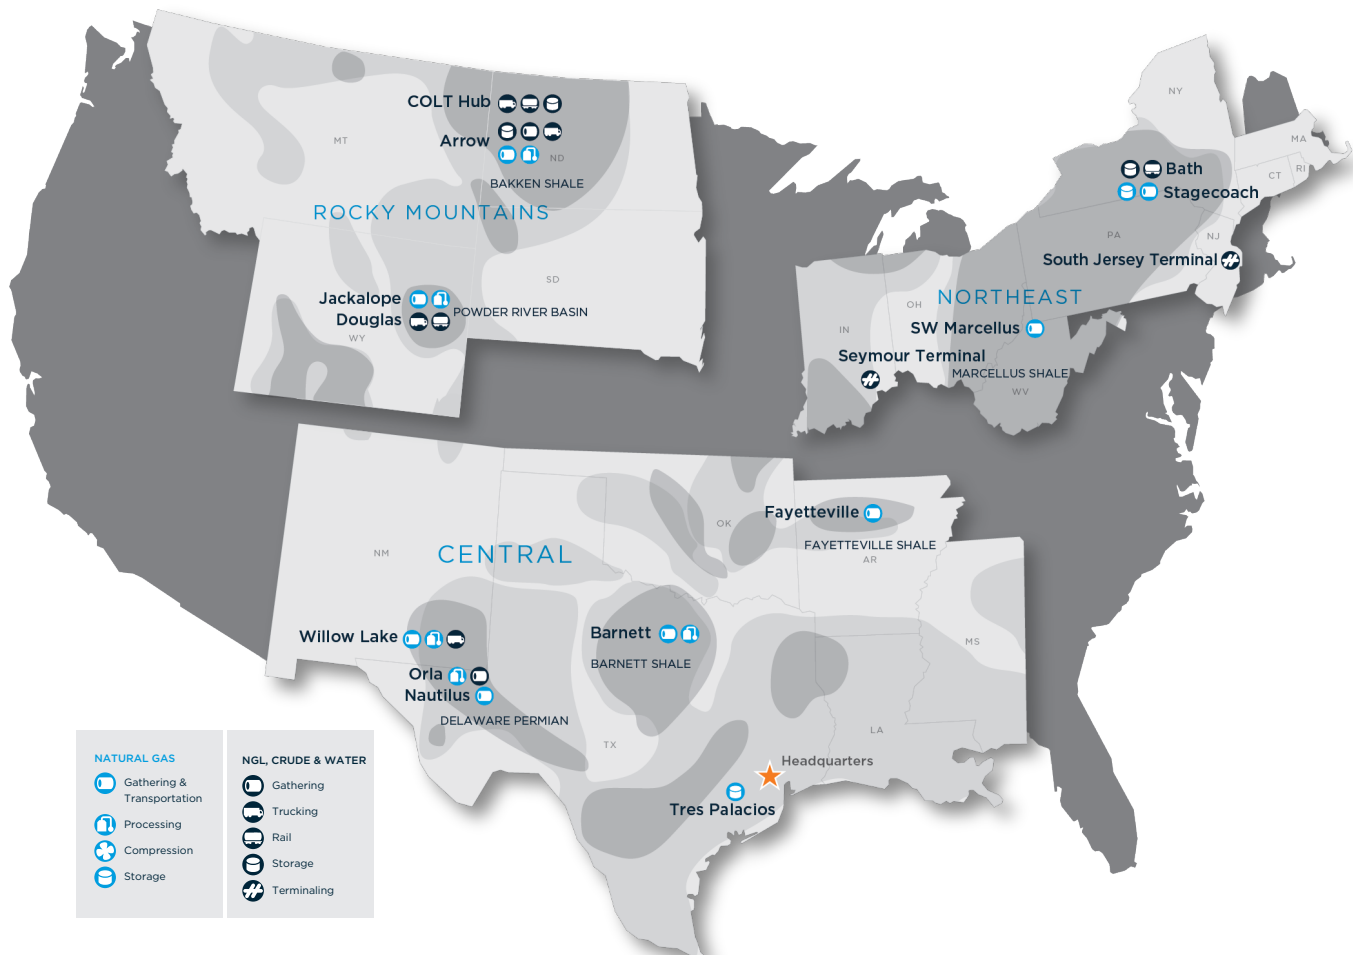 COLT Hub
Arrow
ND
MT
BAKKEN SHALE
ROCKY MOUNTAINS
SD
Jackalope
POWDER RIVER BASIN
Douglas
WY
NY
MA
Bath
CT
RI
Stagecoach
PA
NJ
South Jersey Terminal
NORTHEAST
OH
IN
SW Marcellus
Seymour Terminal
MARCELLUS SHALE
WV
Fayetteville
OK
FAYETTEVILLE SHALE
AR
NM
CENTRAL
Willow Lake
Barnett
BARNETT SHALE
MS
Orla
Nautilus
DELAWARE PERMIAN
TX
LA
Headquarters
Tres Palacios
NATURAL GAS
Gathering &
Transportation
Processing
Compression
Storage
NGL, CRUDE & WATER
Gathering
Trucking
Rail
Storage
Terminaling